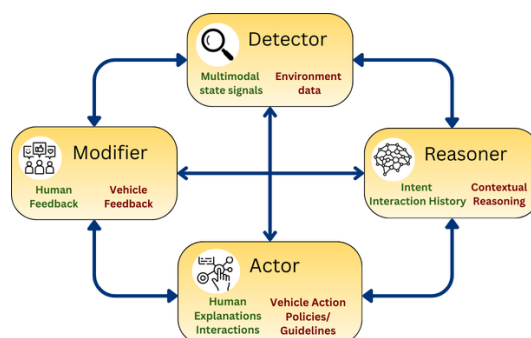 Detector
Multimodal
state signals
Environment
data
Modifier
Human
Feedback
Vehicle
Feedback
Reasoner
Intent
Interaction History
Contextual
Reasoning
Actor
Human
Explanations
Interactions
Vehicle Action
Policies/
Guidelines